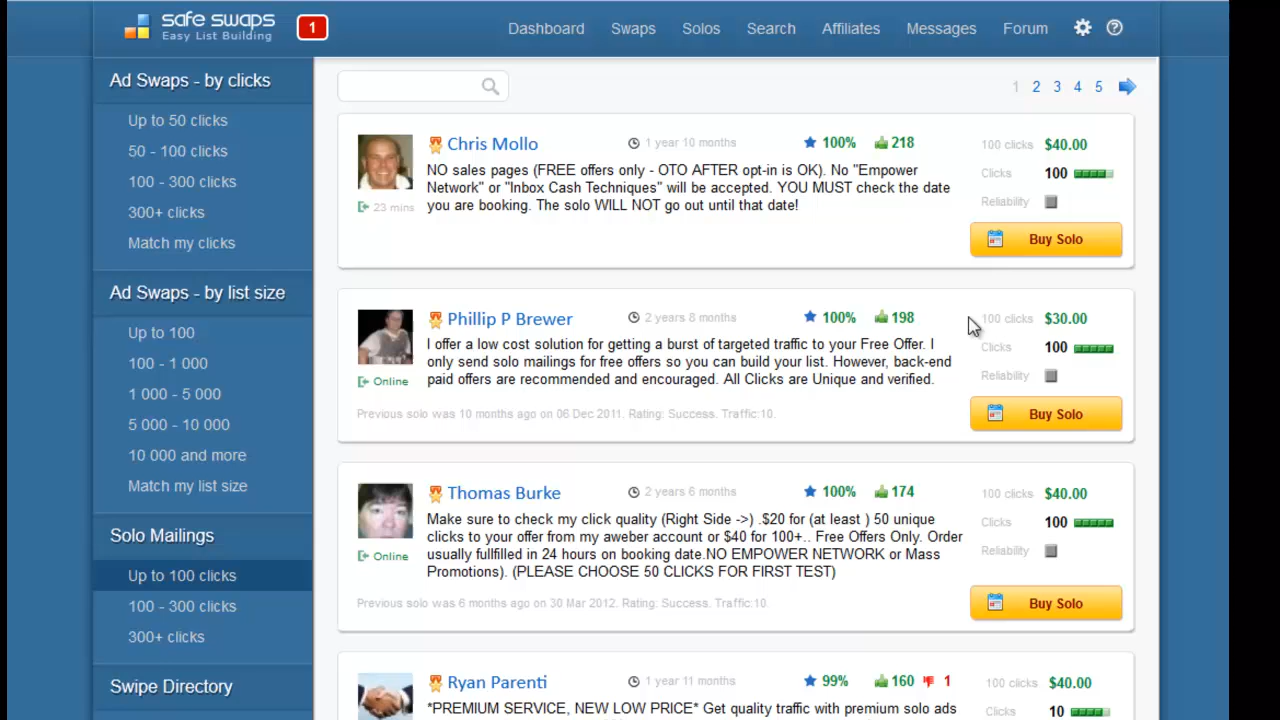 safe swaps
Easy List Building
1
Dashboard Swaps Solos Search Affiliates Messages Forum
Ad Swaps - by clicks
Up to 50 clicks
50 - 100 clicks
100 - 300 clicks
300+ clicks
Match my clicks
Ad Swaps - by list size
Up to 100
100 - 1 000
1 000 - 5 000
5 000 - 10 000
10 000 and more
Match my list size
Solo Mailings
Up to 100 clicks
100 - 300 clicks
300+ clicks
Swipe Directory
1 2 3 4 5
Chris Mollo 1 year 10 months 100% 218
NO sales pages (FREE offers only - OTO AFTER opt-in is OK). No "Empower
Network" or "Inbox Cash Techniques" will be accepted. YOU MUST check the date
you are booking. The solo WILL NOT go out until that date!
23 mins
100 clicks $40.00
Clicks 100
Reliability
Buy Solo
Phillip P Brewer 2 years 8 months 100% 198
I offer a low cost solution for getting a burst of targeted traffic to your Free Offer. I
only send solo mailings for free offers so you can build your list. However, back-end
paid offers are recommended and encouraged. All Clicks are Unique and verified.
Online
Previous solo was 10 months ago on 06 Dec 2011. Rating: Success. Traffic:10.
100 clicks $30.00
Clicks 100
Reliability
Buy Solo
Thomas Burke 2 years 6 months 100% 174
Make sure to check my click quality (Right Side ->) .$20 for (at least ) 50 unique
clicks to your offer from my aweber account or $40 for 100+.. Free Offers Only. Order
usually fullfilled in 24 hours on booking date.NO EMPOWER NETWORK or Mass
Promotions). (PLEASE CHOOSE 50 CLICKS FOR FIRST TEST)
Online
Previous solo was 6 months ago on 30 Mar 2012. Rating: Success. Traffic:10.
100 clicks $40.00
Clicks 100
Reliability
Buy Solo
Ryan Parenti 1 year 11 months 99% 160 1
*PREMIUM SERVICE, NEW LOW PRICE* Get quality traffic with premium solo ads
100 clicks $40.00
Clicks 10